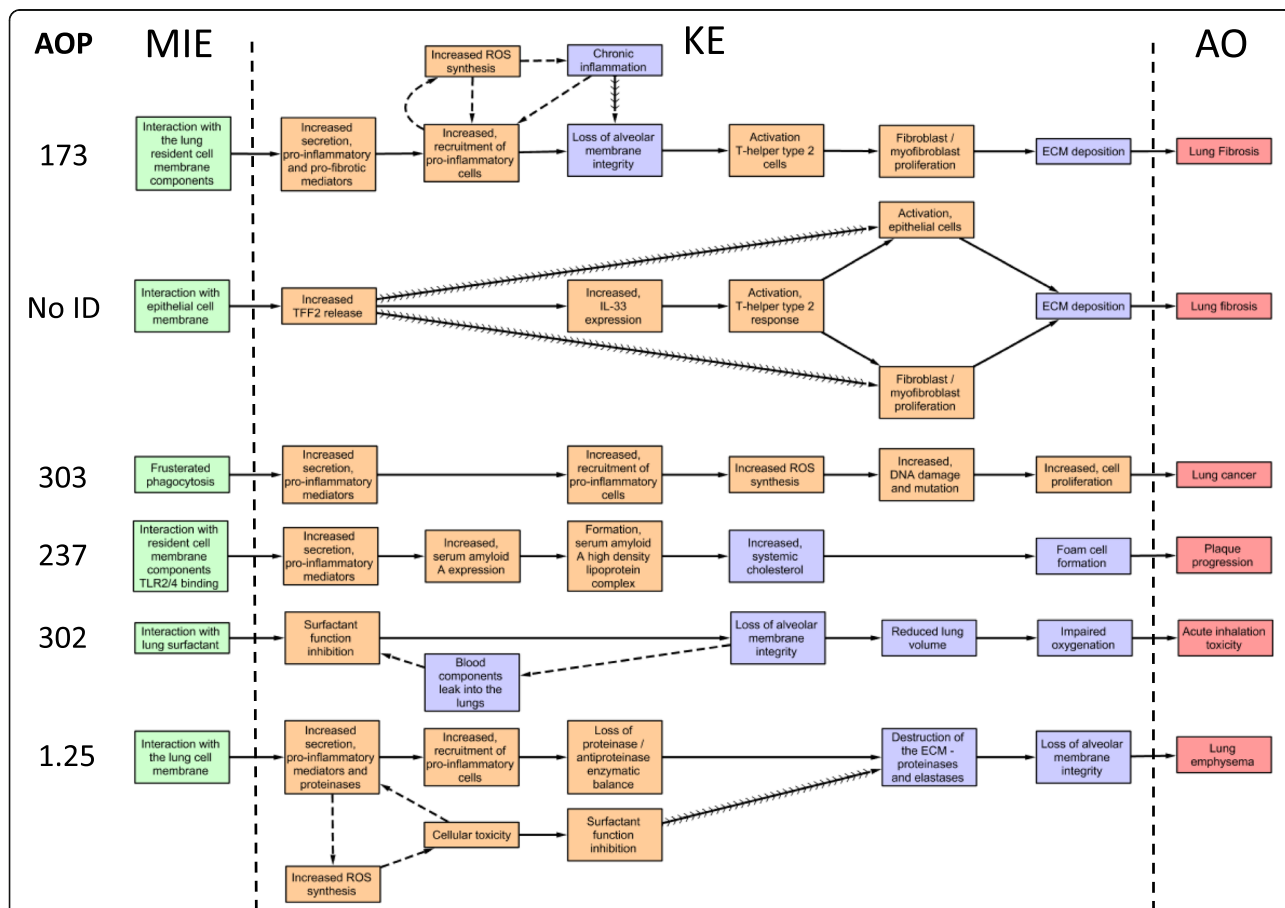 AOP
MIE
KE
AO
Increased ROS
synthesis
Chronic
inflammation
173
Interaction with
the lung
resident cell
membrane
components
Increased
secretion,
pro-inflammatory
and pro-fibrotic
mediators
Increased,
recruitment of
pro-inflammatory
cells
Loss of alveolar
membrane
integrity
Activation
T-helper type 2
cells
Fibroblast /
myofibroblast
proliferation
ECM deposition
Lung Fibrosis
Activation,
epithelial cells
No ID
Interaction with
epithelial cell
membrane
Increased
TFF2 release
Increased,
IL-33
expression
Activation,
T-helper type 2
response
ECM deposition
Lung fibrosis
Fibroblast /
myofibroblast
proliferation
303
Frusterated
phagocytosis
Increased
secretion,
pro-inflammatory
mediators
Increased,
recruitment of
pro-inflammatory
cells
Increased ROS
synthesis
Increased,
DNA damage
and mutation
Increased, cell
proliferation
Lung cancer
237
Interaction with
resident cell
membrane
components
TLR2/4 binding
Increased
secretion,
pro-inflammatory
mediators
Increased,
serum amyloid
A expression
Formation,
serum amyloid
A high density
lipoprotein
complex
Increased,
systemic
cholesterol
Foam cell
formation
Plaque
progression
302
Interaction with
lung surfactant
Surfactant
function
inhibition
Blood
components
leak into the
lungs
Loss of alveolar
membrane
integrity
Reduced lung
volume
Impaired
oxygenation
Acute inhalation
toxicity
1.25
Interaction with
the lung cell
membrane
Increased
secretion,
pro-inflammatory
mediators and
proteinases
Increased,
recruitment of
pro-inflammatory
cells
Loss of
proteinase /
antiproteinase
enzymatic
balance
Destruction of
the ECM -
proteinases
and elastases
Loss of alveolar
membrane
integrity
Lung
emphysema
Cellular toxicity
Surfactant
function
inhibition
Increased ROS
synthesis